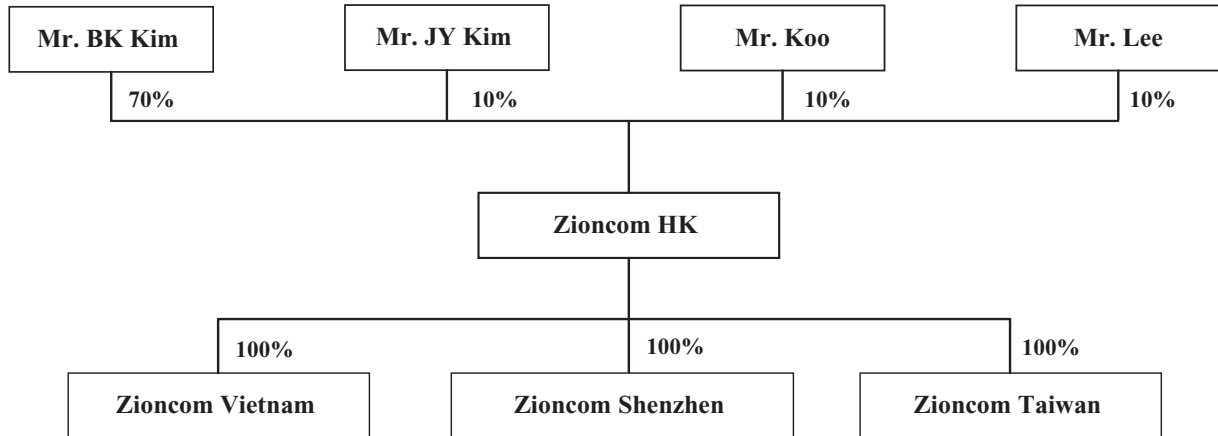 Mr. BK Kim
Mr. JY Kim
Mr. Koo
Mr. Lee
70%
10%
10%
10%
Zioncom HK
100%
100%
100%
Zioncom Vietnam
Zioncom Shenzhen
Zioncom Taiwan